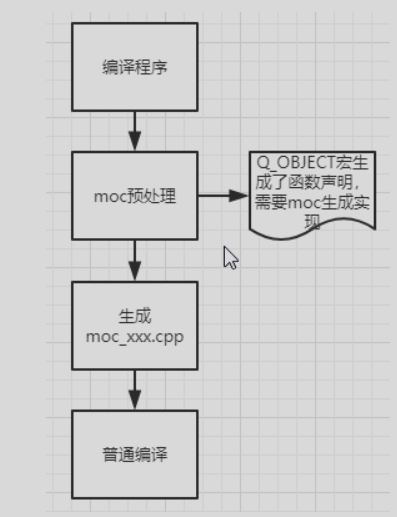 编译程序
moc预处理
Q_OBJECT宏生
成了函数声明，
需要moc生成实
现
生成
moc_xxx.cpp
普通编译